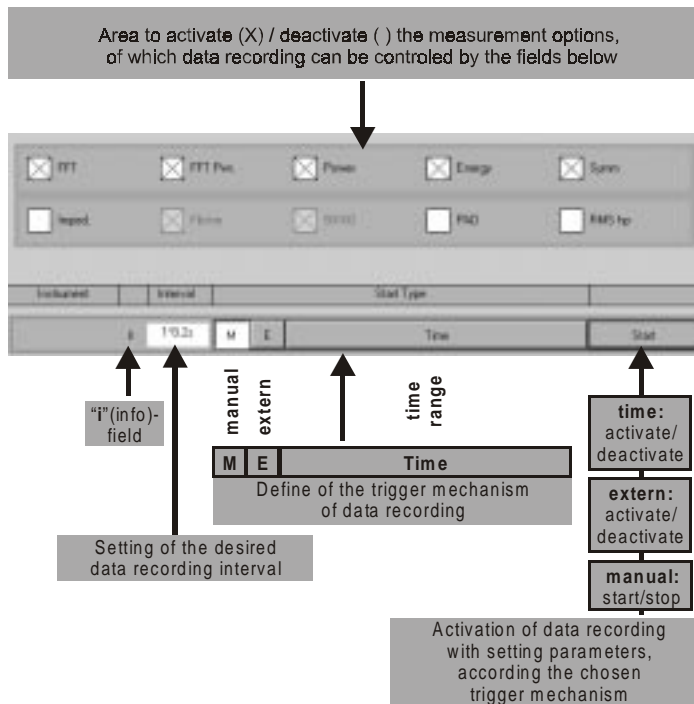 Area to activate (X) / deactivate ( ) the measurement options,
of which data recording can be controled by the fields below
FFT
FFT Pwr.
Power
Energy
Symm
Imped.
Flicker
PAD
RMS hp
Instrument
Interval
Start Type
i
1*0.2s
M
E
Time
Start
"i"(info)-
field
manual
extern
time
range
M
E
Time
Define of the trigger mechanism
of data recording
Setting of the desired
data recording interval
time:
activate/
deactivate
extern:
activate/
deactivate
manual:
start/stop
Activation of data recording
with setting parameters,
according the chosen
trigger mechanism